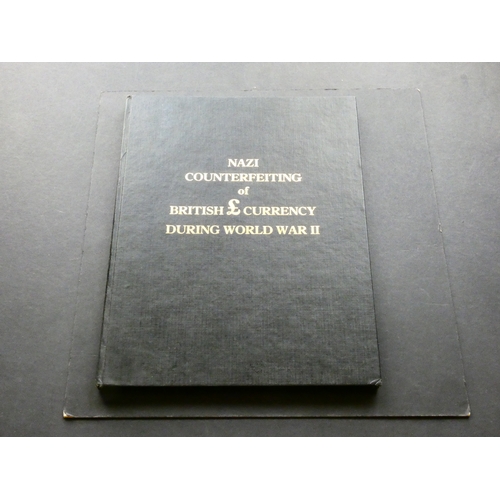 NAZI
COUNTERFEITING
of
BRITISH £ CURRENCY
DURING WORLD WAR II